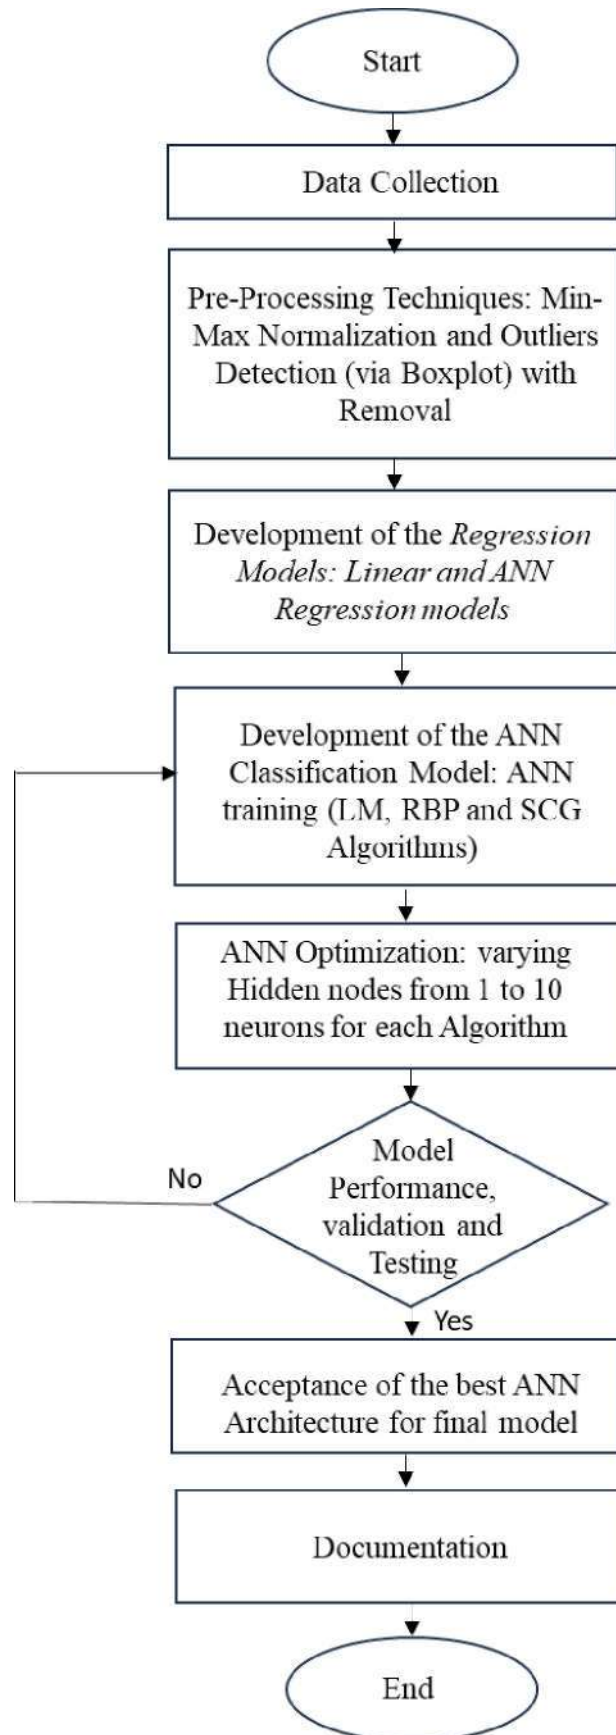 Start
Data Collection
Pre-Processing Techniques: Min-
Max Normalization and Outliers
Detection (via Boxplot) with
Removal
Development of the Regression
Models: Linear and ANN
Regression models
Development of the ANN
Classification Model: ANN
training (LM, RBP and SCG
Algorithms)
ANN Optimization: varying
Hidden nodes from 1 to 10
neurons for each Algorithm
Model
Performance,
validation and
Testing
No
Yes
Acceptance of the best ANN
Architecture for final model
Documentation
End